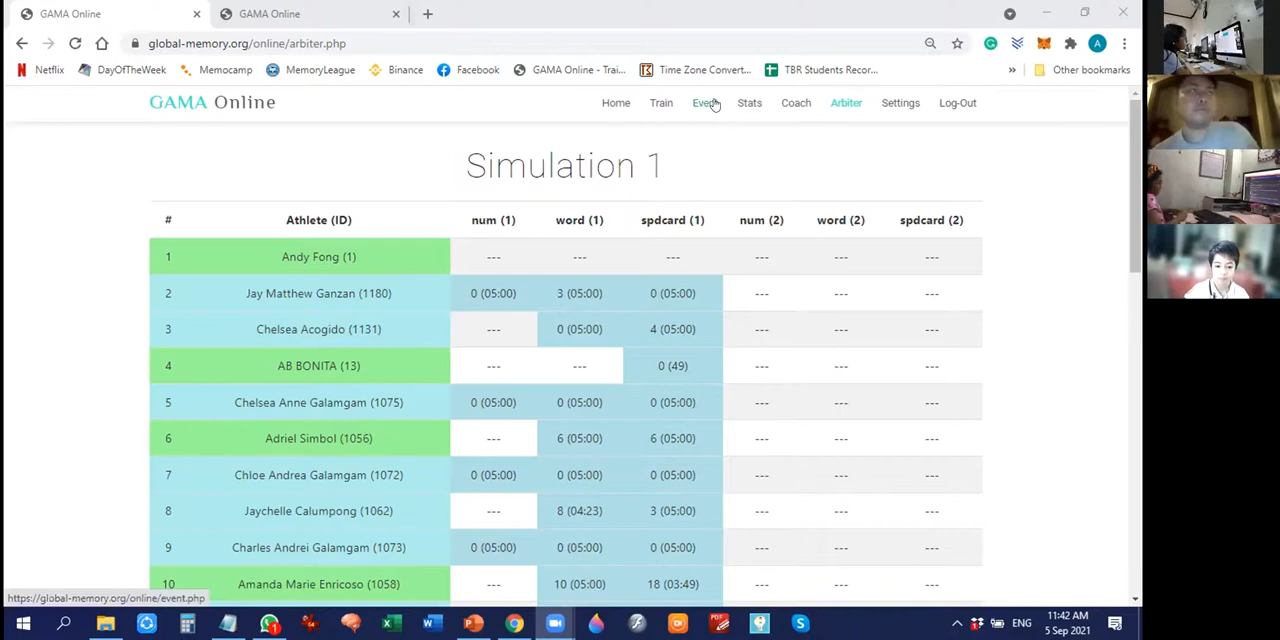 GAMA Online
GAMA Online
global-memory.org/online/arbiter.php
A
Netflix
DayOfTheWeek
Memocamp
MemoryLeague
Binance
Facebook
GAMA Online - Trai...
Time Zone Convert...
TBR Students Recor...
»
Other bookmarks
GAMA Online
Home Train Event Stats Coach Arbiter Settings Log-Out
Simulation 1
# Athlete (ID) num (1) word (1) spdcard (1) num (2) word (2) spdcard (2)
1 Andy Fong (1) --- --- --- --- --- ---
2 Jay Matthew Ganzan (1180) 0 (05:00) 3 (05:00) 0 (05:00) --- --- ---
3 Chelsea Acogido (1131) --- 0 (05:00) 4 (05:00) --- --- ---
4 AB BONITA (13) --- --- 0 (49) --- --- ---
5 Chelsea Anne Galamgam (1075) 0 (05:00) 0 (05:00) 0 (05:00) --- --- ---
6 Adriel Simbol (1056) --- 6 (05:00) 6 (05:00) --- --- ---
7 Chloe Andrea Galamgam (1072) 0 (05:00) 0 (05:00) 0 (05:00) --- --- ---
8 Jaychelle Calumpong (1062) --- 8 (04:23) 3 (05:00) --- --- ---
9 Charles Andrei Galamgam (1073) 0 (05:00) 0 (05:00) 0 (05:00) --- --- ---
10 Amanda Marie Enricoso (1058) --- 10 (05:00) 18 (03:49) --- --- ---
https://global-memory.org/online/event.php
ENG
11:42 AM
5 Sep 2021